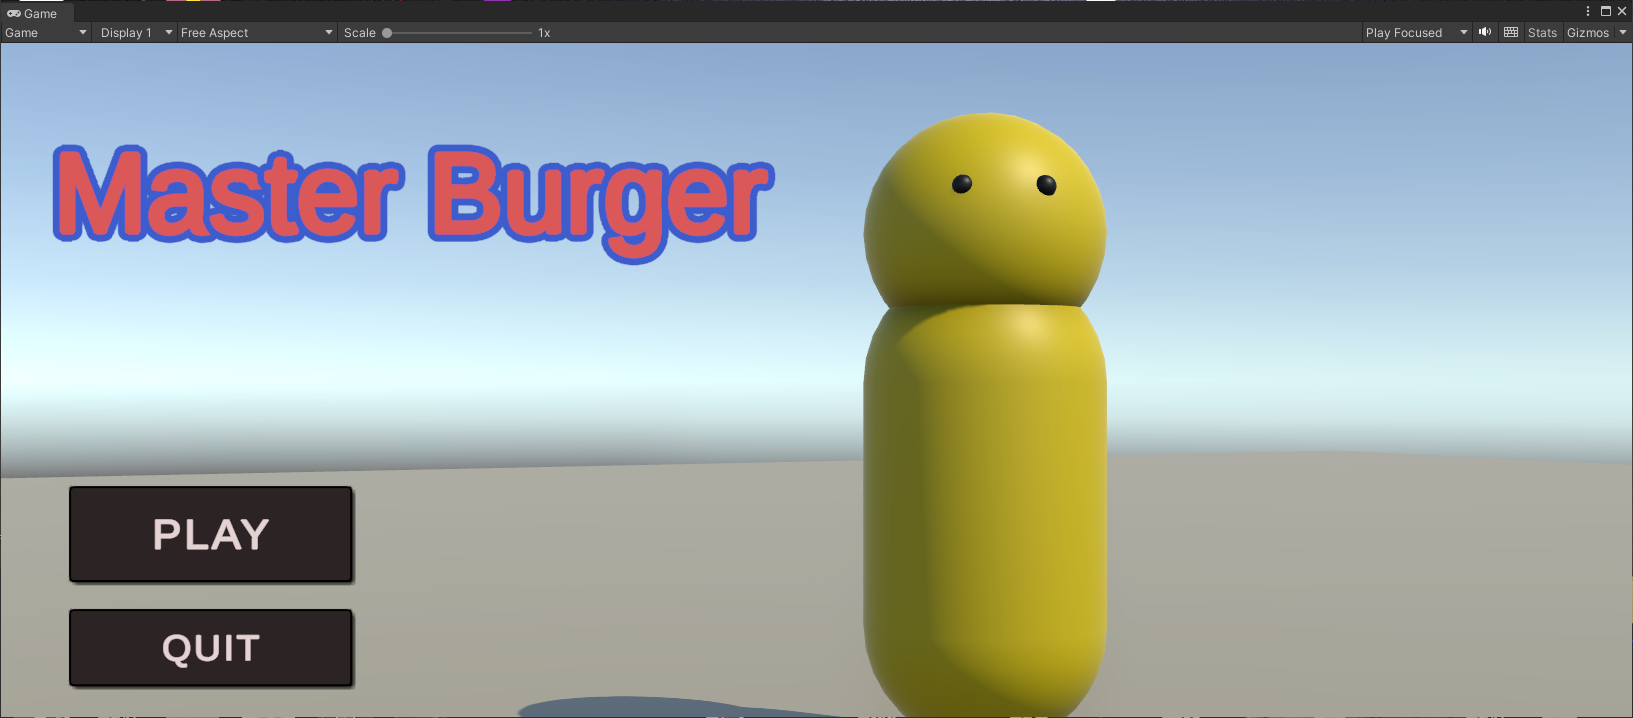 Game
Game Display 1 Free Aspect Scale 1x Play Focused Stats Gizmos
Master Burger
PLAY
QUIT